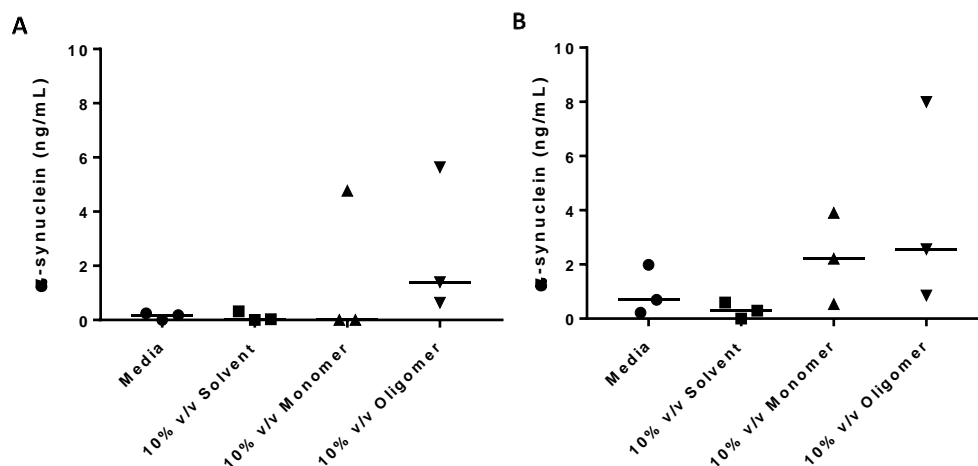 A
10
8
6
4
2
0
-synuclein (ng/mL)
Media
10% v/v Solvent
10% v/v Monomer
10% v/v Oligomer
B
10
8
6
4
2
0
-synuclein (ng/mL)
Media
10% v/v Solvent
10% v/v Monomer
10% v/v Oligomer